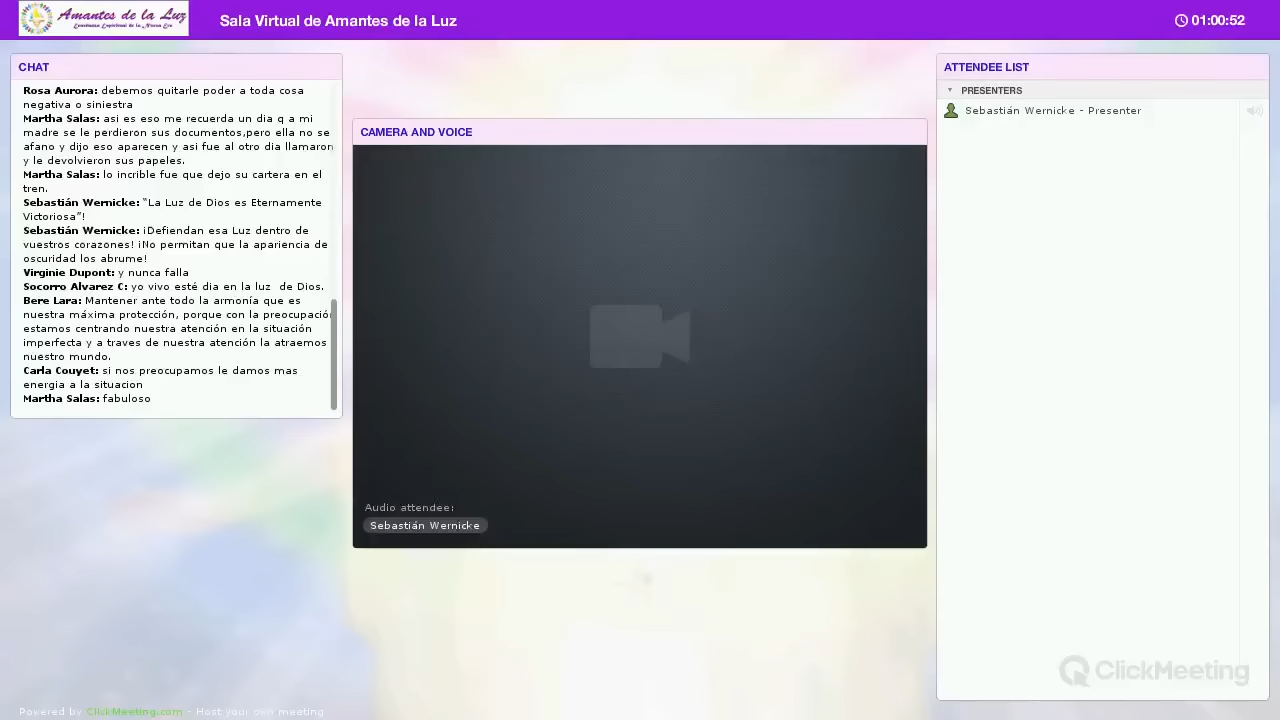 Amantes de la Luz
Enseñanza Espiritual de la Nueva Era
Sala Virtual de Amantes de la Luz
01:00:52
CHAT
Rosa Aurora: debemos quitarle poder a toda cosa
negativa o siniestra
Martha Salas: asi es eso me recuerda un dia q a mi
madre se le perdieron sus documentos,pero ella no se
afano y dijo eso aparecen y asi fue al otro dia llamaron
y le devolvieron sus papeles.
Martha Salas: lo incrible fue que dejo su cartera en el
tren.
Sebastián Wernicke: "La Luz de Dios es Eternamente
Victoriosa"!
Sebastián Wernicke: ¡Defiendan esa Luz dentro de
vuestros corazones! ¡No permitan que la apariencia de
oscuridad los abrume!
Virginie Dupont: y nunca falla
Socorro Alvarez C: yo vivo esté dia en la luz  de Dios.
Bere Lara: Mantener ante todo la armonía que es
nuestra máxima protección, porque con la preocupación
estamos centrando nuestra atención en la situación
imperfecta y a traves de nuestra atención la atraemos
nuestro mundo.
Carla Couyet: si nos preocupamos le damos mas
energia a la situacion
Martha Salas: fabuloso
CAMERA AND VOICE
Audio attendee:
Sebastián Wernicke
ATTENDEE LIST
PRESENTERS
Sebastián Wernicke - Presenter
ClickMeeting
Powered by ClickMeeting.com - Host your own meeting